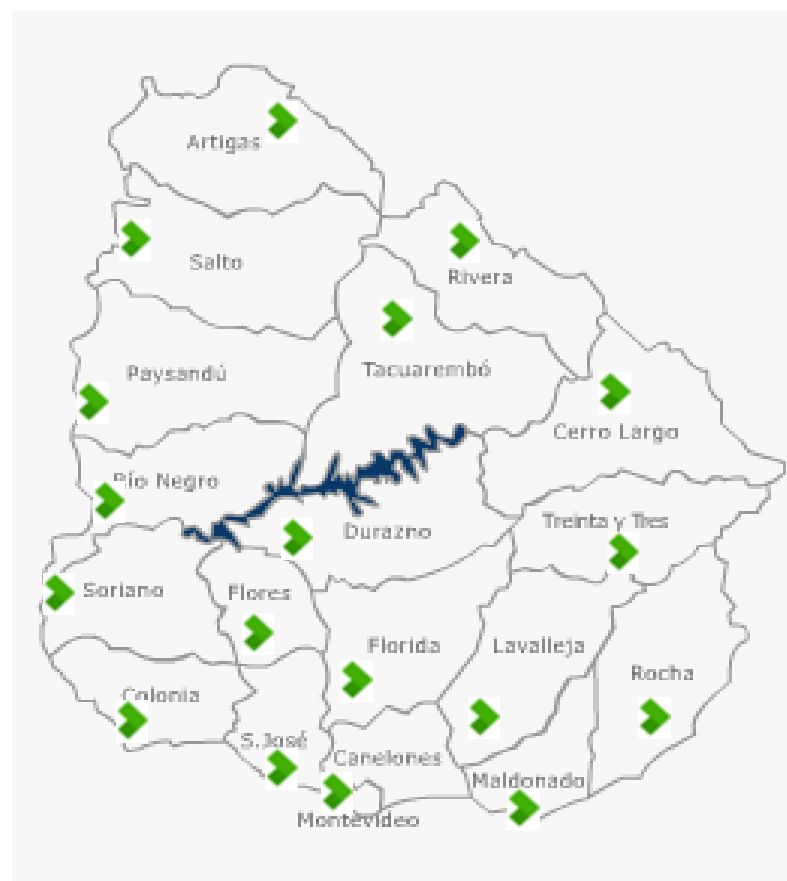 Artigas
Salto
Rivera
Paysandú
Tacuarembó
Cerro Largo
Río Negro
Durazno
Treinta y Tres
Soriano
Flores
Florida
Lavalleja
Rocha
Colonia
S.José
Canelones
Maldonado
Montevideo